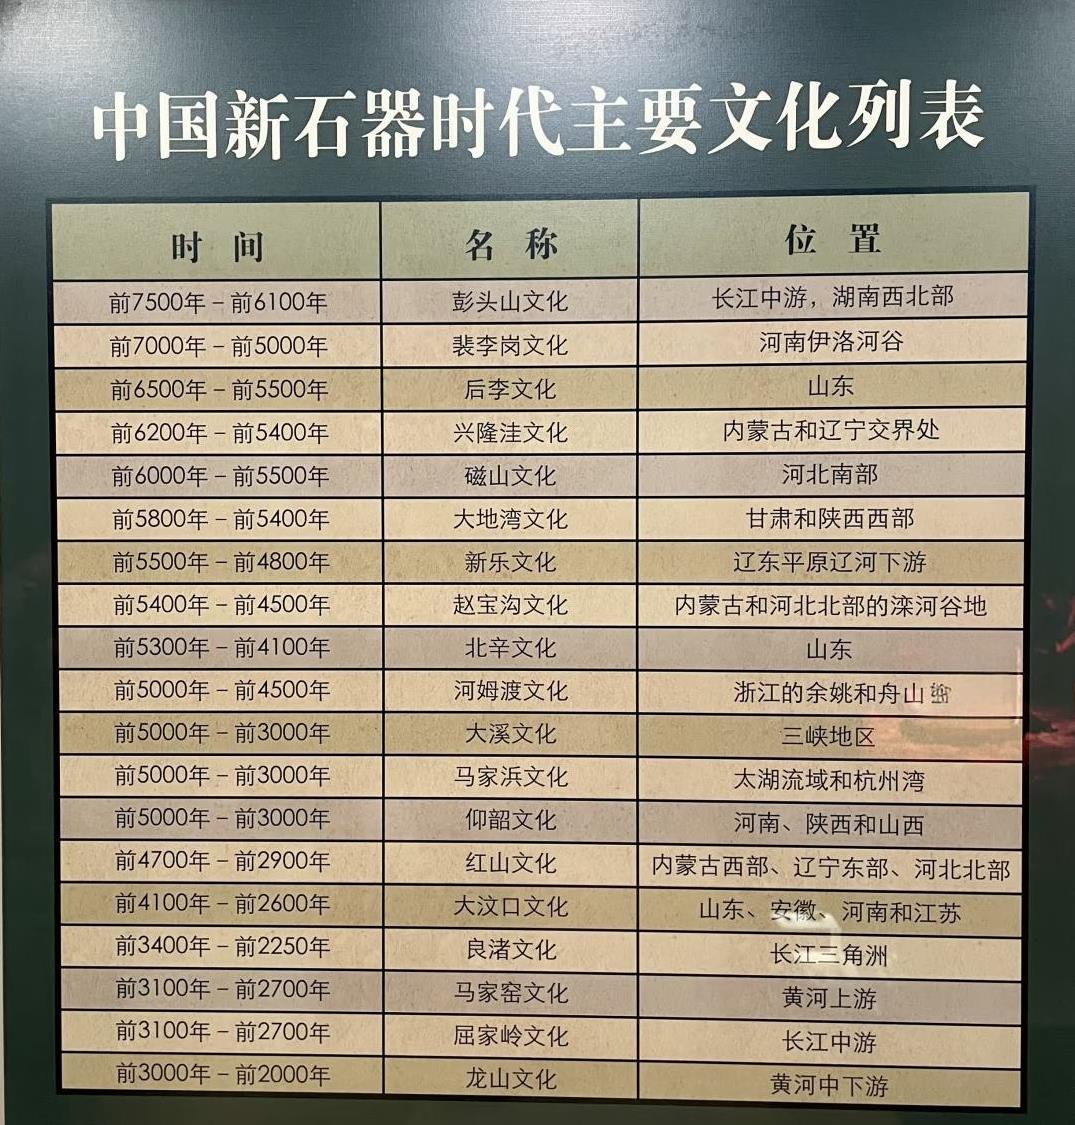 中国新石器时代主要文化列表
时间 名称 位置
前7500年－前6100年 彭头山文化 长江中游，湖南西北部
前7000年－前5000年 裴李岗文化 河南伊洛河谷
前6500年－前5500年 后李文化 山东
前6200年－前5400年 兴隆洼文化 内蒙古和辽宁交界处
前6000年－前5500年 磁山文化 河北南部
前5800年－前5400年 大地湾文化 甘肃和陕西西部
前5500年－前4800年 新乐文化 辽东平原辽河下游
前5400年－前4500年 赵宝沟文化 内蒙古和河北北部的滦河谷地
前5300年－前4100年 北辛文化 山东
前5000年－前4500年 河姆渡文化 浙江的余姚和舟山
前5000年－前3000年 大溪文化 三峡地区
前5000年－前3000年 马家浜文化 太湖流域和杭州湾
前5000年－前3000年 仰韶文化 河南、陕西和山西
前4700年－前2900年 红山文化 内蒙古西部、辽宁东部、河北北部
前4100年－前2600年 大汶口文化 山东、安徽、河南和江苏
前3400年－前2250年 良渚文化 长江三角洲
前3100年－前2700年 马家窑文化 黄河上游
前3100年－前2700年 屈家岭文化 长江中游
前3000年－前2000年 龙山文化 黄河中下游